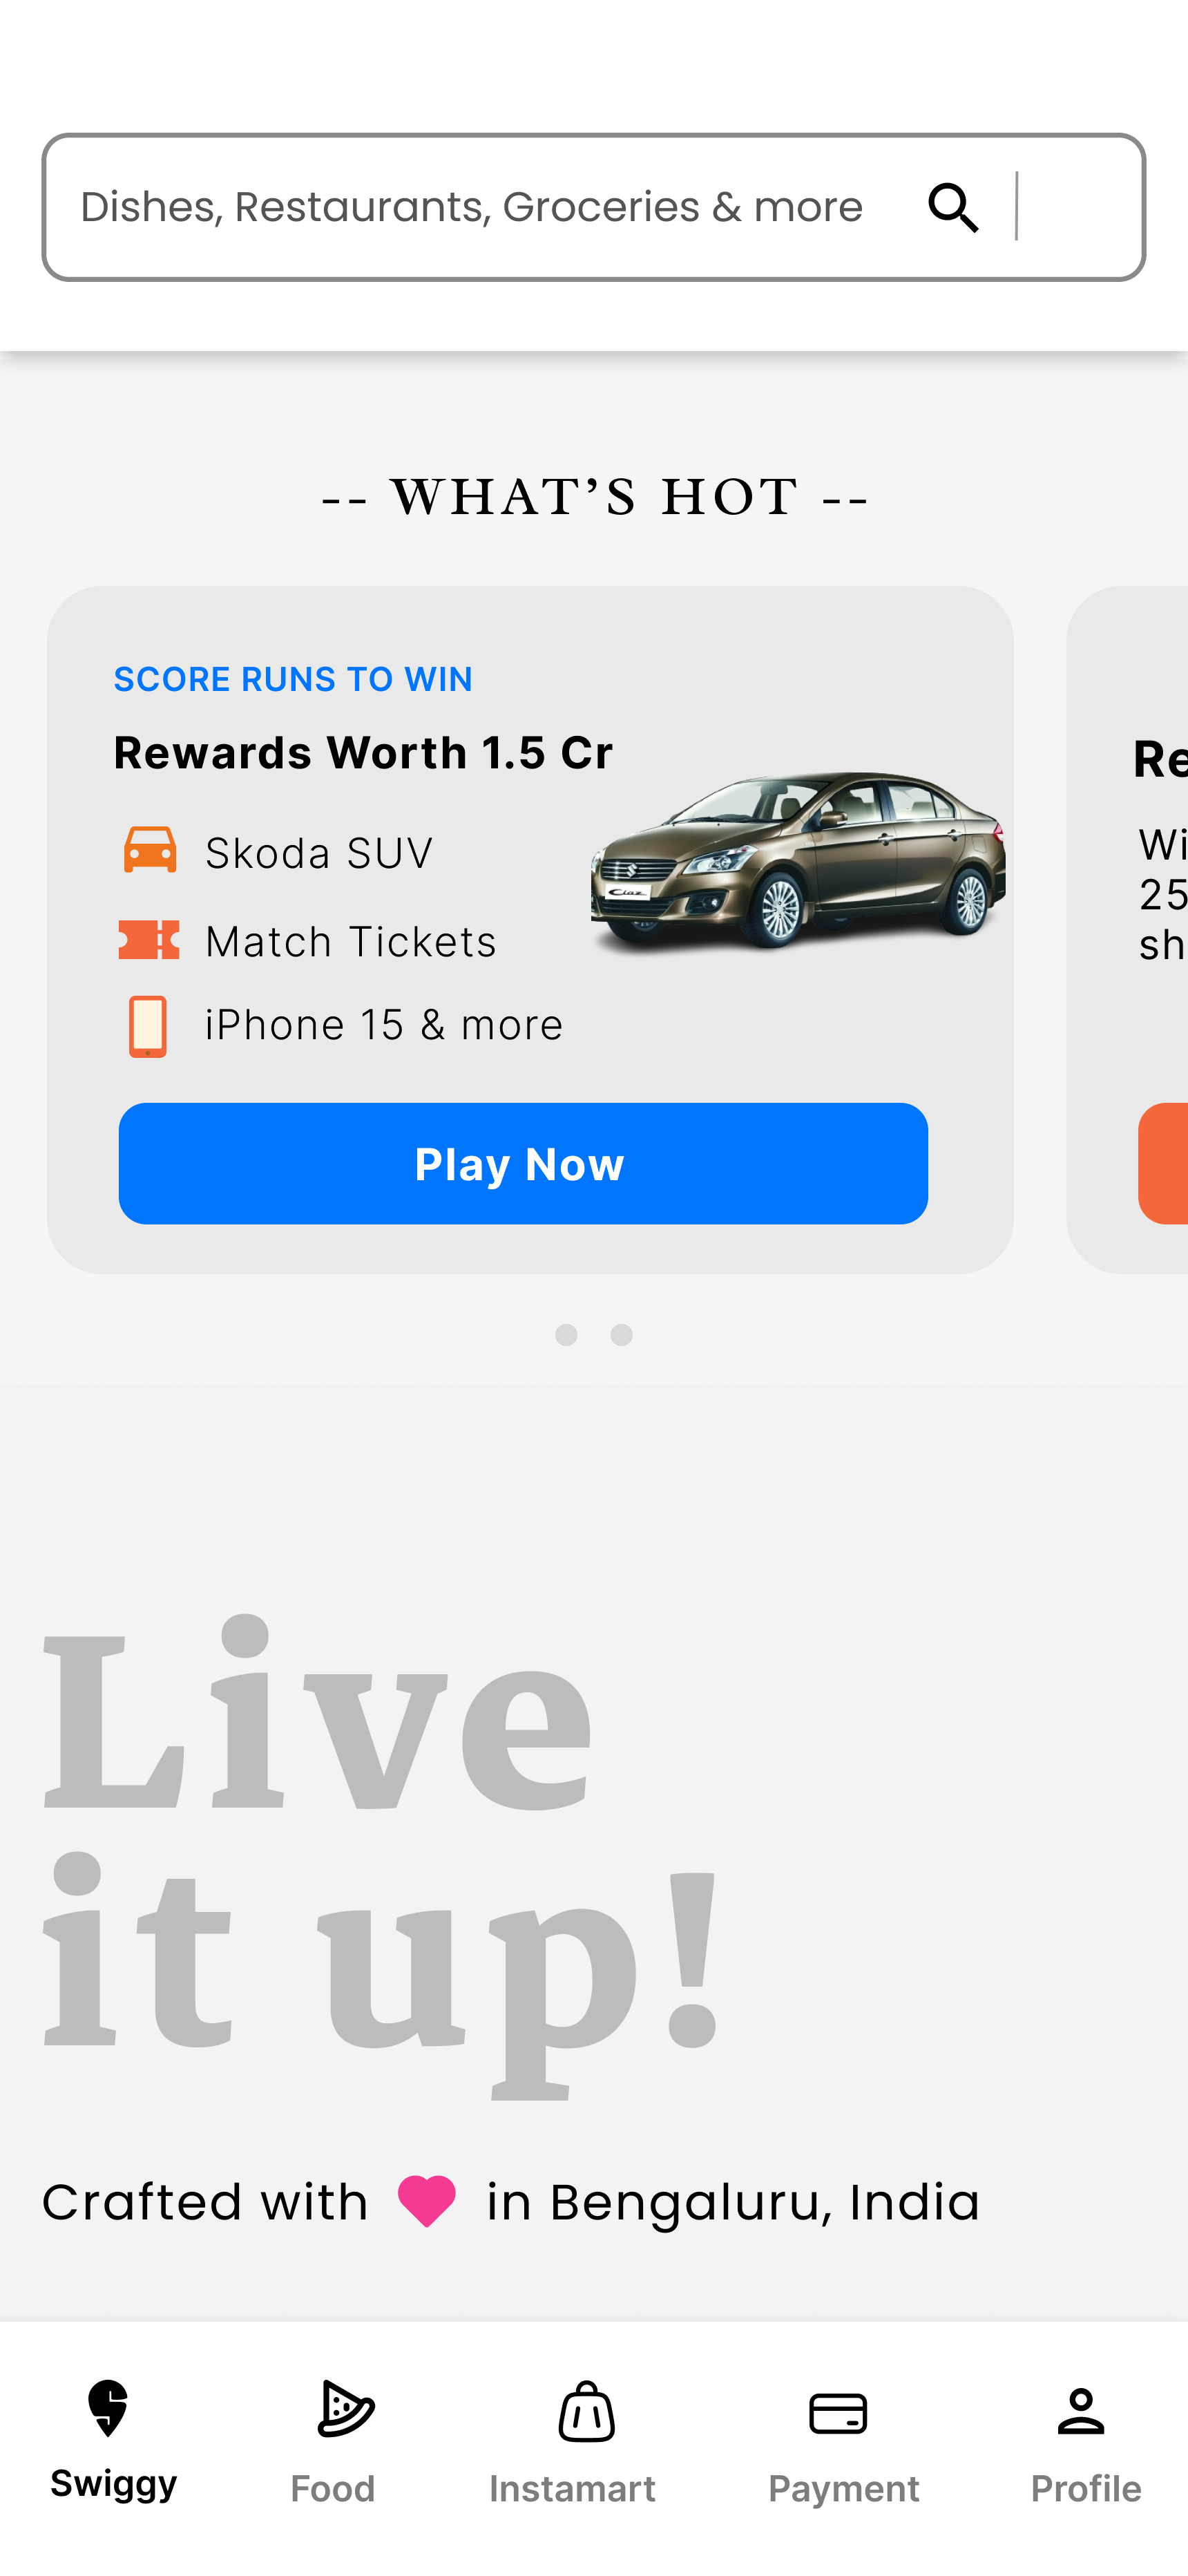 Dishes, Restaurants, Groceries & more
-- WHAT’S HOT --
SCORE RUNS TO WIN
Rewards Worth 1.5 Cr
Skoda SUV
Match Tickets
iPhone 15 & more
Ciaz
Play Now
Re
Wi
25
sh
Live
it up!
Crafted with
in Bengaluru, India
Swiggy
Food
Instamart
Payment
Profile